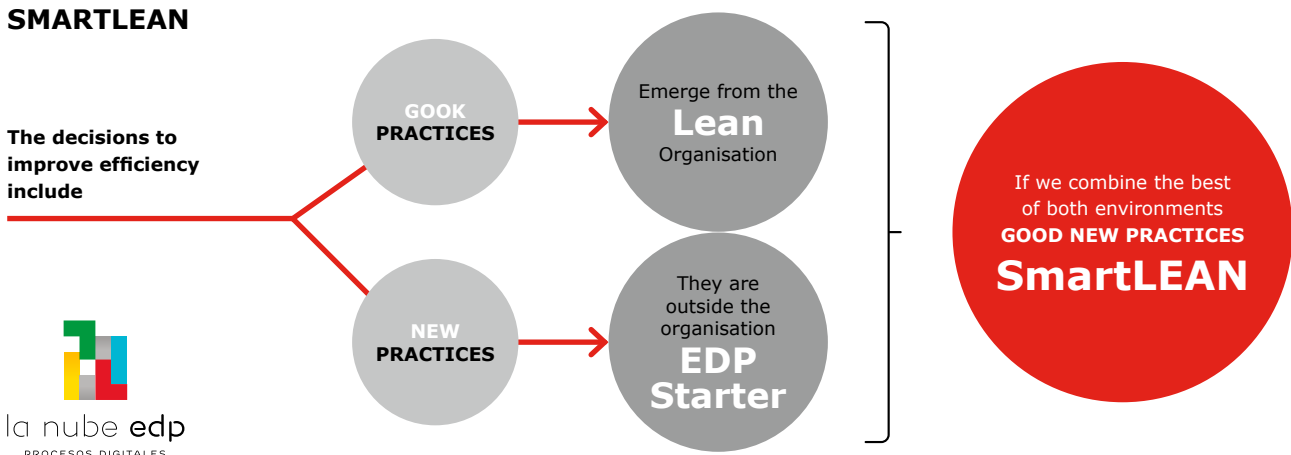 SMARTLEAN
The decisions to
improve efficiency
include
GOOK
PRACTICES
Emerge from the
Lean
Organisation
NEW
PRACTICES
They are
outside the
organisation
EDP
Starter
If we combine the best
of both environments
GOOD NEW PRACTICES
SmartLEAN
la nube edp
PROCESOS DIGITALES